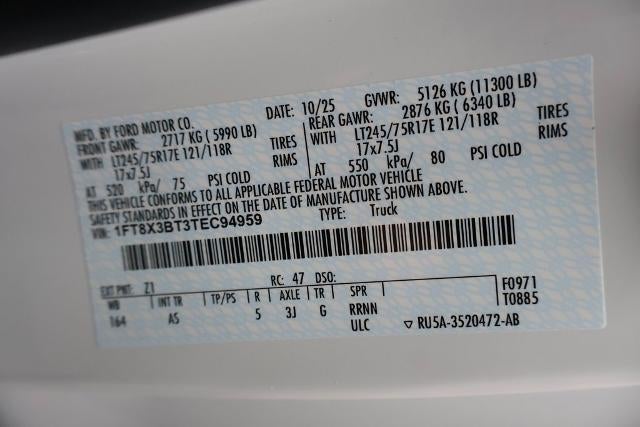 MFD. BY FORD MOTOR CO. DATE: 10/25 GVWR: 5126 KG (11300 LB)
FRONT GAWR: 2717 KG ( 5990 LB) REAR GAWR: 2876 KG ( 6340 LB)
WITH LT245/75R17E 121/118R TIRES WITH LT245/75R17E 121/118R TIRES
17x7.5J RIMS 17x7.5J RIMS
AT 520 kPa/ 75 PSI COLD AT 550 kPa/ 80 PSI COLD
THIS VEHICLE CONFORMS TO ALL APPLICABLE FEDERAL MOTOR VEHICLE
SAFETY STANDARDS IN EFFECT ON THE DATE OF MANUFACTURE SHOWN ABOVE.
VIN: 1FT8X3BT3TEC94959 TYPE: Truck
EXT PNT: Z1 RC: 47 DSO: F0971
WB INT TR TP/PS R AXLE TR SPR T0885
164 AS 5 3J G RRNN
ULC ▽ RU5A-3520472-AB